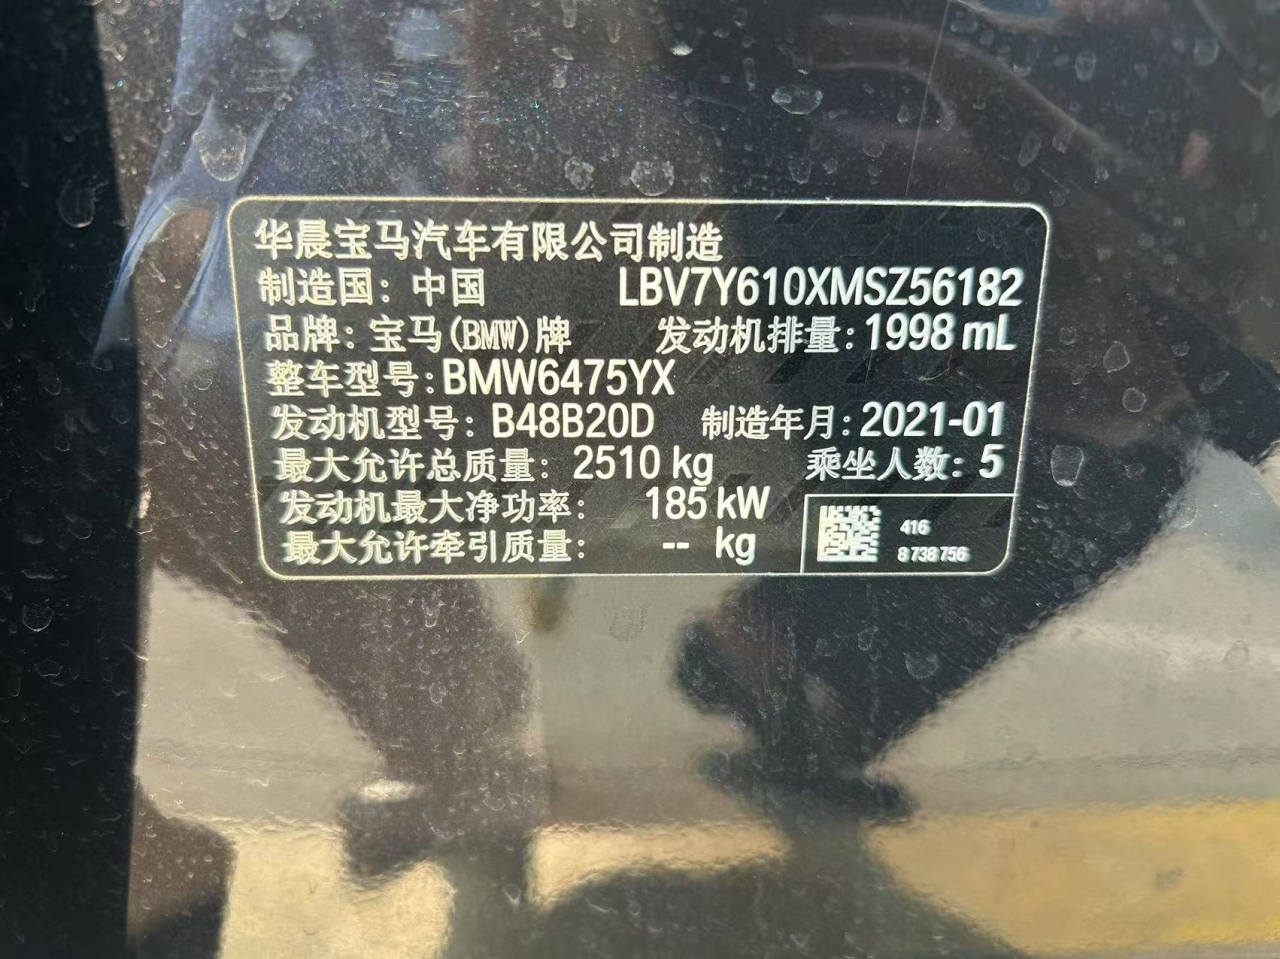 华晨宝马汽车有限公司制造
制造国：中国 LBV7Y610XMSZ56182
品牌：宝马(BMW)牌 发动机排量：1998 mL
整车型号：BMW6475YX
发动机型号：B48B20D 制造年月：2021-01
最大允许总质量：2510 kg 乘坐人数：5
发动机最大净功率：185 kW
最大允许牵引质量：-- kg
416
8 738 756